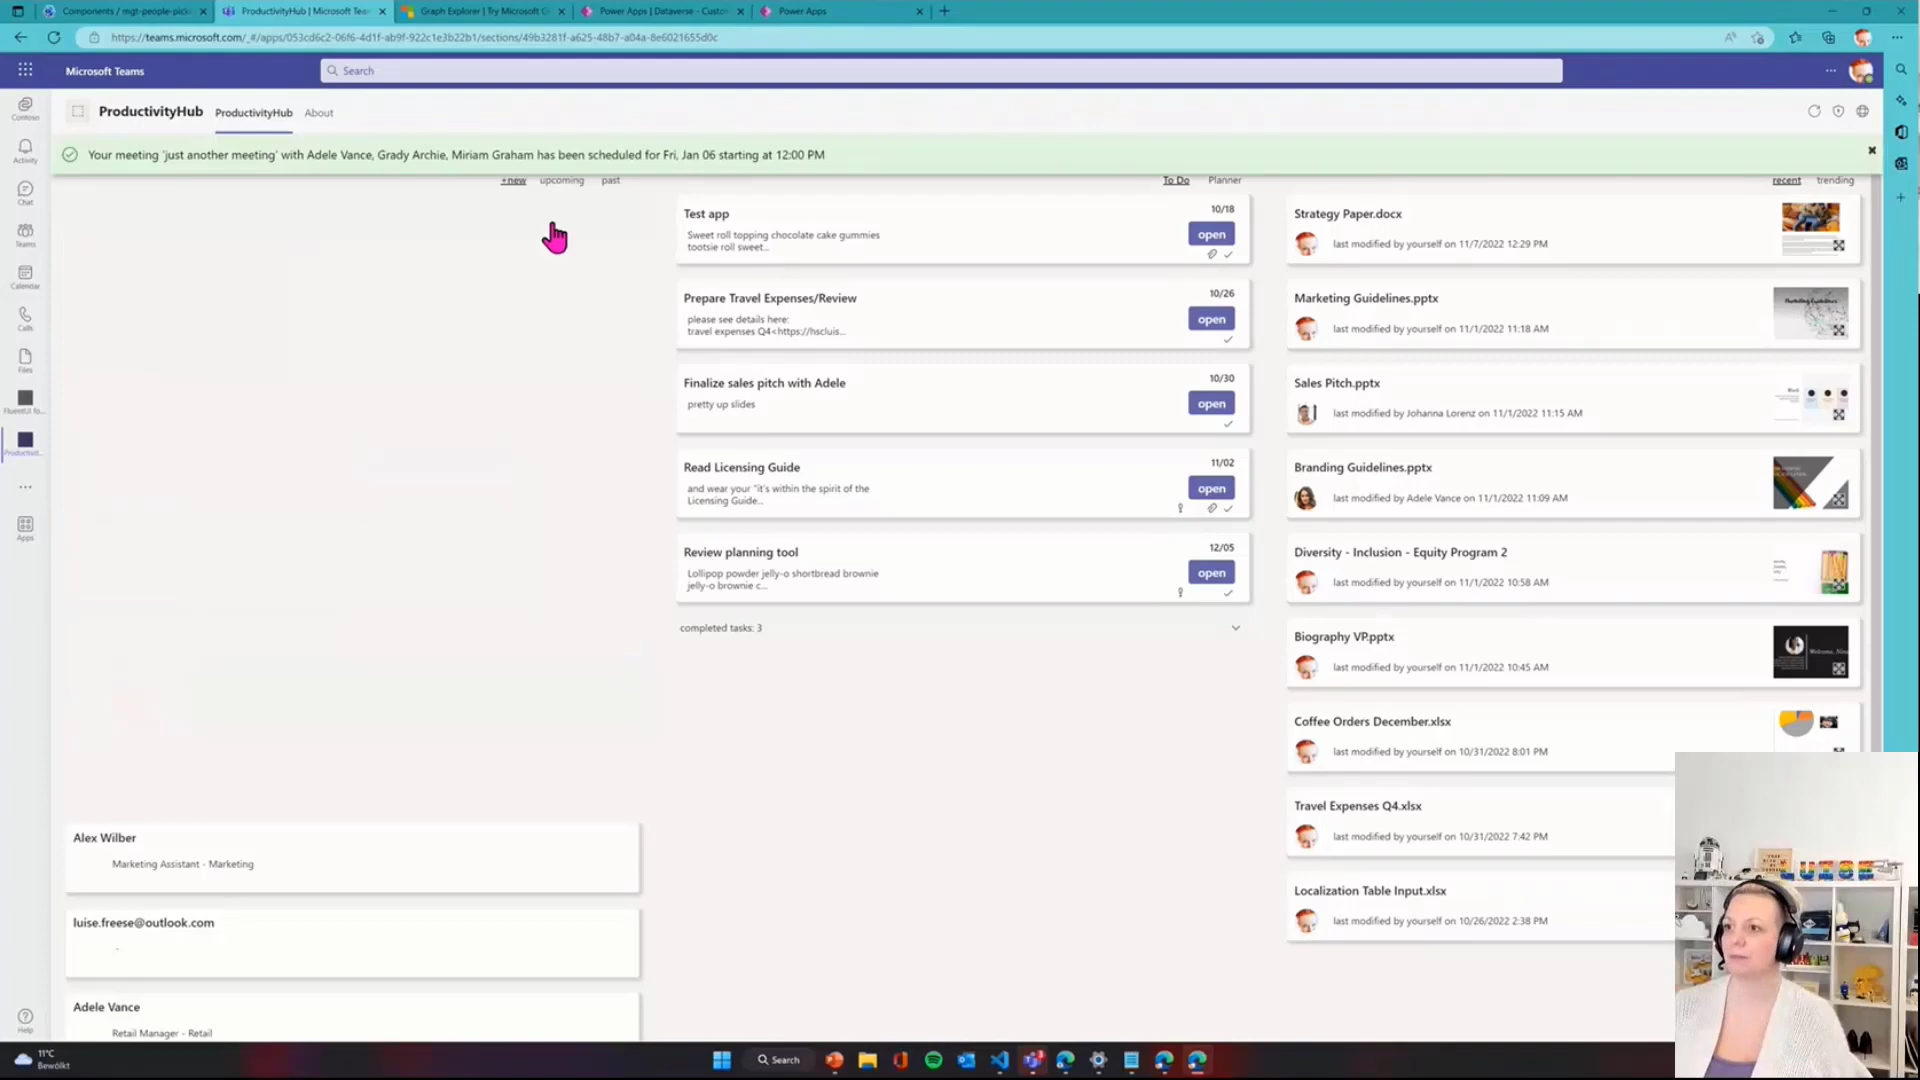 Components / mgt-people-pick
ProductivityHub | Microsoft Team
Graph Explorer | Try Microsoft G
Power Apps | Dataverse - Custo
Power Apps
https://teams.microsoft.com/_#/apps/053cd6c2-06f6-4d1f-ab9f-922c1e3b22b1/sections/49b3281f-a625-48b7-a04a-8e6021655d0c
Microsoft Teams
Search
Contoso
Activity
Chat
Teams
Calendar
Calls
Files
FluentUI fo...
Productivit...
Apps
Help
ProductivityHub
ProductivityHub
About
Your meeting 'just another meeting' with Adele Vance, Grady Archie, Miriam Graham has been scheduled for Fri, Jan 06 starting at 12:00 PM
+new
upcoming
past
Alex Wilber
Marketing Assistant - Marketing
luise.freese@outlook.com
Adele Vance
Retail Manager - Retail
To Do
Planner
Test app
10/18
Sweet roll topping chocolate cake gummies
tootsie roll sweet...
open
Prepare Travel Expenses/Review
10/26
please see details here:
travel expenses Q4<https://hscluis...
open
Finalize sales pitch with Adele
10/30
pretty up slides
open
Read Licensing Guide
11/02
and wear your "it's within the spirit of the
Licensing Guide...
open
Review planning tool
12/05
Lollipop powder jelly-o shortbread brownie
jelly-o brownie c...
open
completed tasks: 3
recent
trending
Strategy Paper.docx
last modified by yourself on 11/7/2022 12:29 PM
Marketing Guidelines.pptx
last modified by yourself on 11/1/2022 11:18 AM
Sales Pitch.pptx
last modified by Johanna Lorenz on 11/1/2022 11:15 AM
Branding Guidelines.pptx
last modified by Adele Vance on 11/1/2022 11:09 AM
Diversity - Inclusion - Equity Program 2
last modified by yourself on 11/1/2022 10:58 AM
Biography VP.pptx
last modified by yourself on 11/1/2022 10:45 AM
Coffee Orders December.xlsx
last modified by yourself on 10/31/2022 8:01 PM
Travel Expenses Q4.xlsx
last modified by yourself on 10/31/2022 7:42 PM
Localization Table Input.xlsx
last modified by yourself on 10/26/2022 2:38 PM
LUISE
11°C
Bewölkt
Search